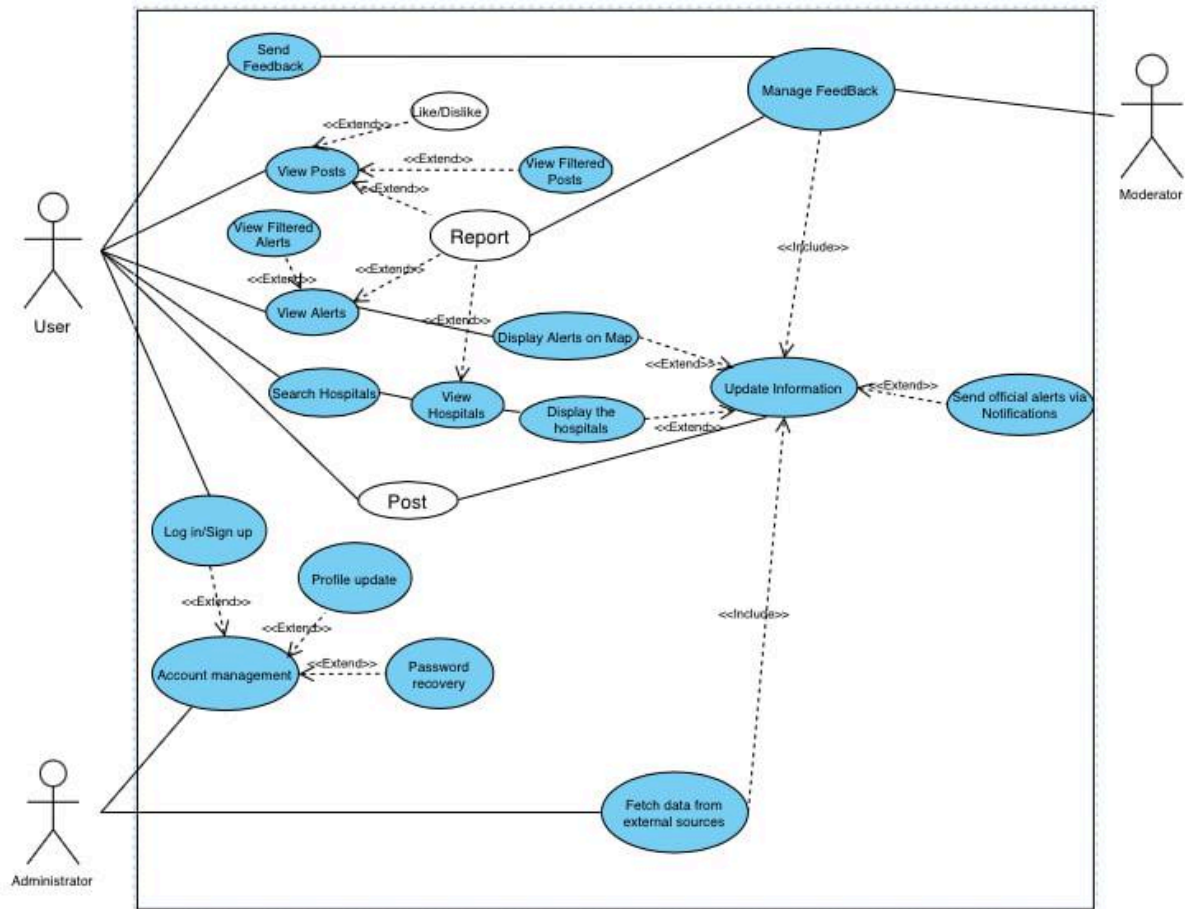 Send
Feedback
Manage FeedBack
Like/Dislike
<<Extend>>
View Posts
<<Extend>>
View Filtered
Posts
<<Extend>>
Moderator
View Filtered
Alerts
Report
<<Include>>
<<Extend>>
<<Extend>>
User
View Alerts
<<Extend>>
Display Alerts on Map
<<Extend>>
Search Hospitals
View
Hospitals
Display the
hospitals
Update Information
<<Extend>>
Send official alerts via
Notifications
<<Extend>>
Post
Log in/Sign up
Profile update
<<Extend>>
<<Extend>>
<<Include>>
Account management
<<Extend>>
Password
recovery
Fetch data from
external sources
Administrator